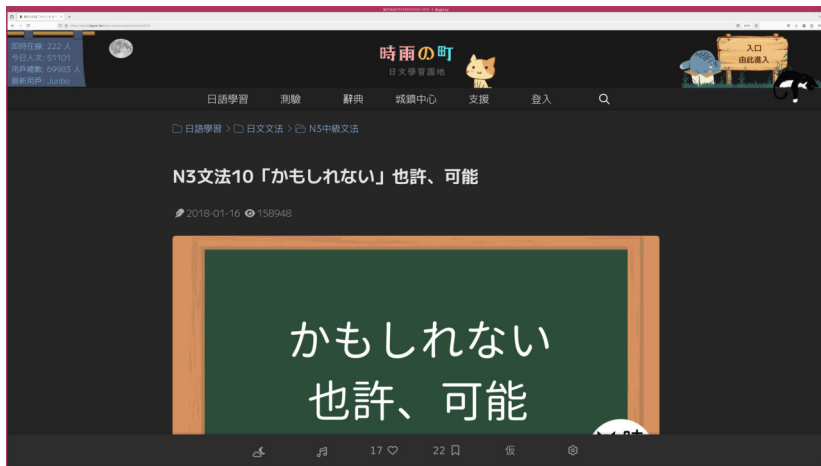 即時在線: 222 人
今日人次: 51101
用戶總數: 69983 人
最新用戶: Junbo
時雨の町
日文學習園地
入口
由此進入
日語學習 測驗 辭典 城鎮中心 支援 登入
日語學習 > 日文文法 > N3中級文法
N3文法10「かもしれない」也許、可能
2018-01-16 158948
かもしれない
也許、可能
17 22 仮